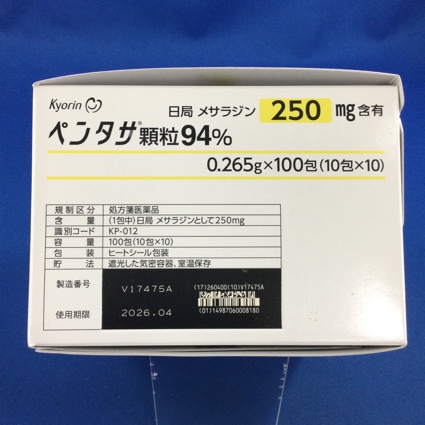 Kyorin
日局 メサラジン 250 mg 含有
ペンタサ® 顆粒94%
0.265g×100包(10包×10)
規制区分 処方箋医薬品
含量 (1包中)日局 メサラジンとして250mg
識別コード KP-012
容量 100包(10包×10)
包装 ヒートシール包装
貯法 遮光した気密容器、室温保存
製造番号 V17475A
(17)260400(10)V17475A
使用期限 2026.04
(01)14987060008180